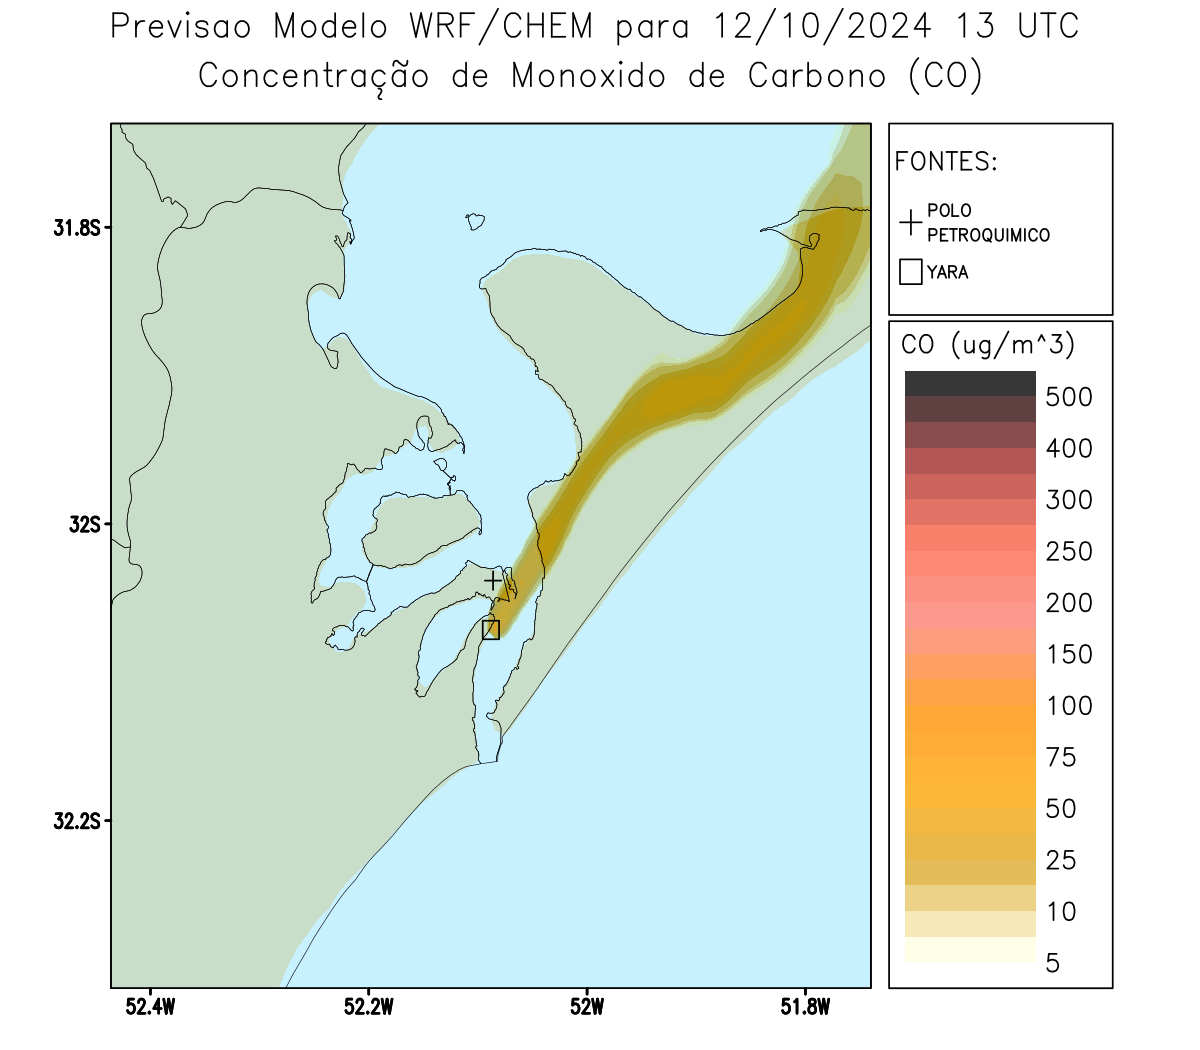 Previsao Modelo WRF/CHEM para 12/10/2024 13 UTC
Concentração de Monoxido de Carbono (CO)
FONTES:
POLO
PETROQUIMICO
YARA
CO (ug/m^3)
500
400
300
250
200
150
100
75
50
25
10
5
31.8S
32S
32.2S
52.4W
52.2W
52W
51.8W